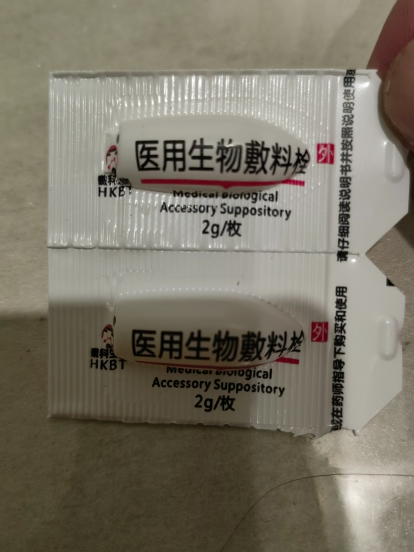 医用生物敷料栓 外
HKBT
Medical Biological
Accessory Suppository
2g/枚
请仔细阅读说明书并按照说明使用
医用生物敷料栓 外
HKBT
Medical Biological
Accessory Suppository
2g/枚
或在药师指导下购买和使用